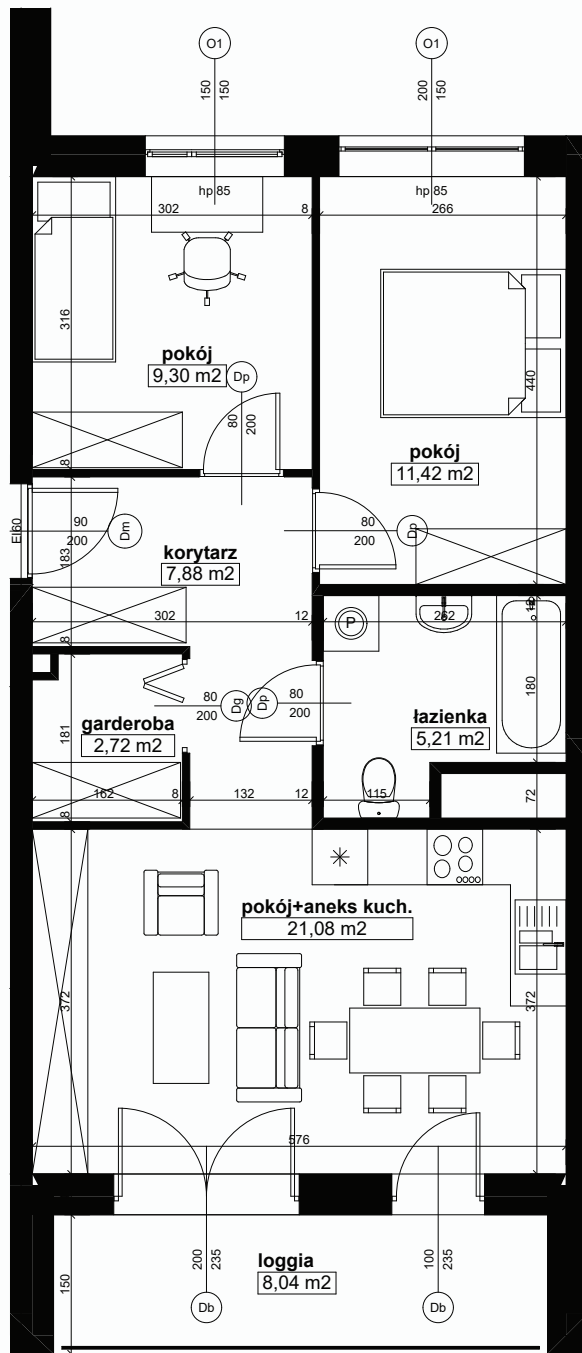 O1
O1
150
150
200
150
hp 85
hp 85
302
8
266
316
pokój
9,30 m2
Dp
440
80
200
pokój
11,42 m2
8
EI60
90
200
Dm
80
200
Dp
183
korytarz
7,88 m2
302
12
262
12
P
8
80
200
Dg
Dp
80
200
180
181
garderoba
2,72 m2
łazienka
5,21 m2
162
8
132
12
115
72
8
pokój+aneks kuch.
21,08 m2
372
372
576
200
235
100
235
loggia
8,04 m2
150
Db
Db